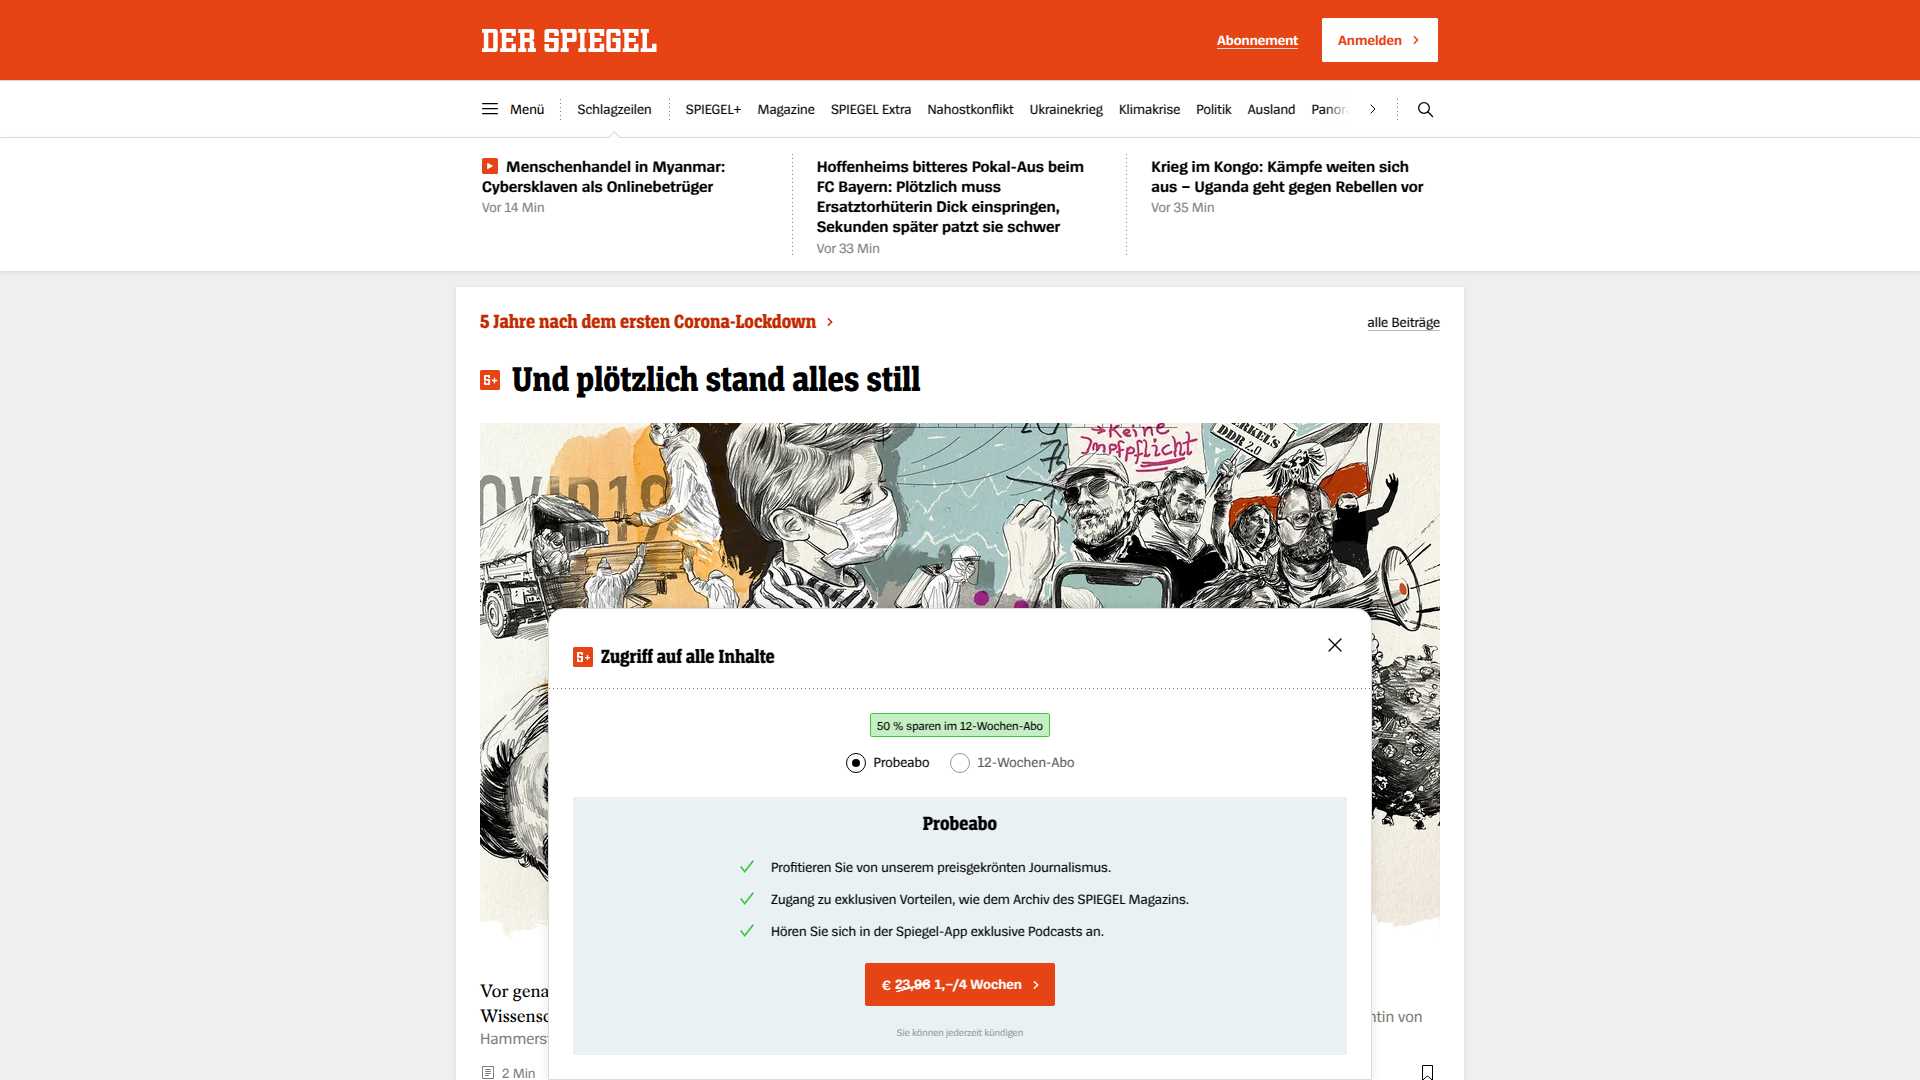 DER SPIEGEL
Abonnement
Anmelden
Menü
Schlagzeilen
SPIEGEL+
Magazine
SPIEGEL Extra
Nahostkonflikt
Ukrainekrieg
Klimakrise
Politik
Ausland
Menschenhandel in Myanmar:
Cybersklaven als Onlinebetrüger
Vor 14 Min
Hoffenheims bitteres Pokal-Aus beim
FC Bayern: Plötzlich muss
Ersatztorhüterin Dick einspringen,
Sekunden später patzt sie schwer
Vor 33 Min
Krieg im Kongo: Kämpfe weiten sich
aus – Uganda geht gegen Rebellen vor
Vor 35 Min
5 Jahre nach dem ersten Corona-Lockdown
alle Beiträge
Und plötzlich stand alles still
OVID19
Keine
Impfpflicht
DDR 2.0
Zugriff auf alle Inhalte
50 % sparen im 12-Wochen-Abo
Probeabo
12-Wochen-Abo
Probeabo
Profitieren Sie von unserem preisgekrönten Journalismus.
Zugang zu exklusiven Vorteilen, wie dem Archiv des SPIEGEL Magazins.
Hören Sie sich in der Spiegel-App exklusive Podcasts an.
€ 23,96 1,–/4 Wochen
Sie können jederzeit kündigen
Vor gena
Wissensc
ntin von
Hammers
2 Min